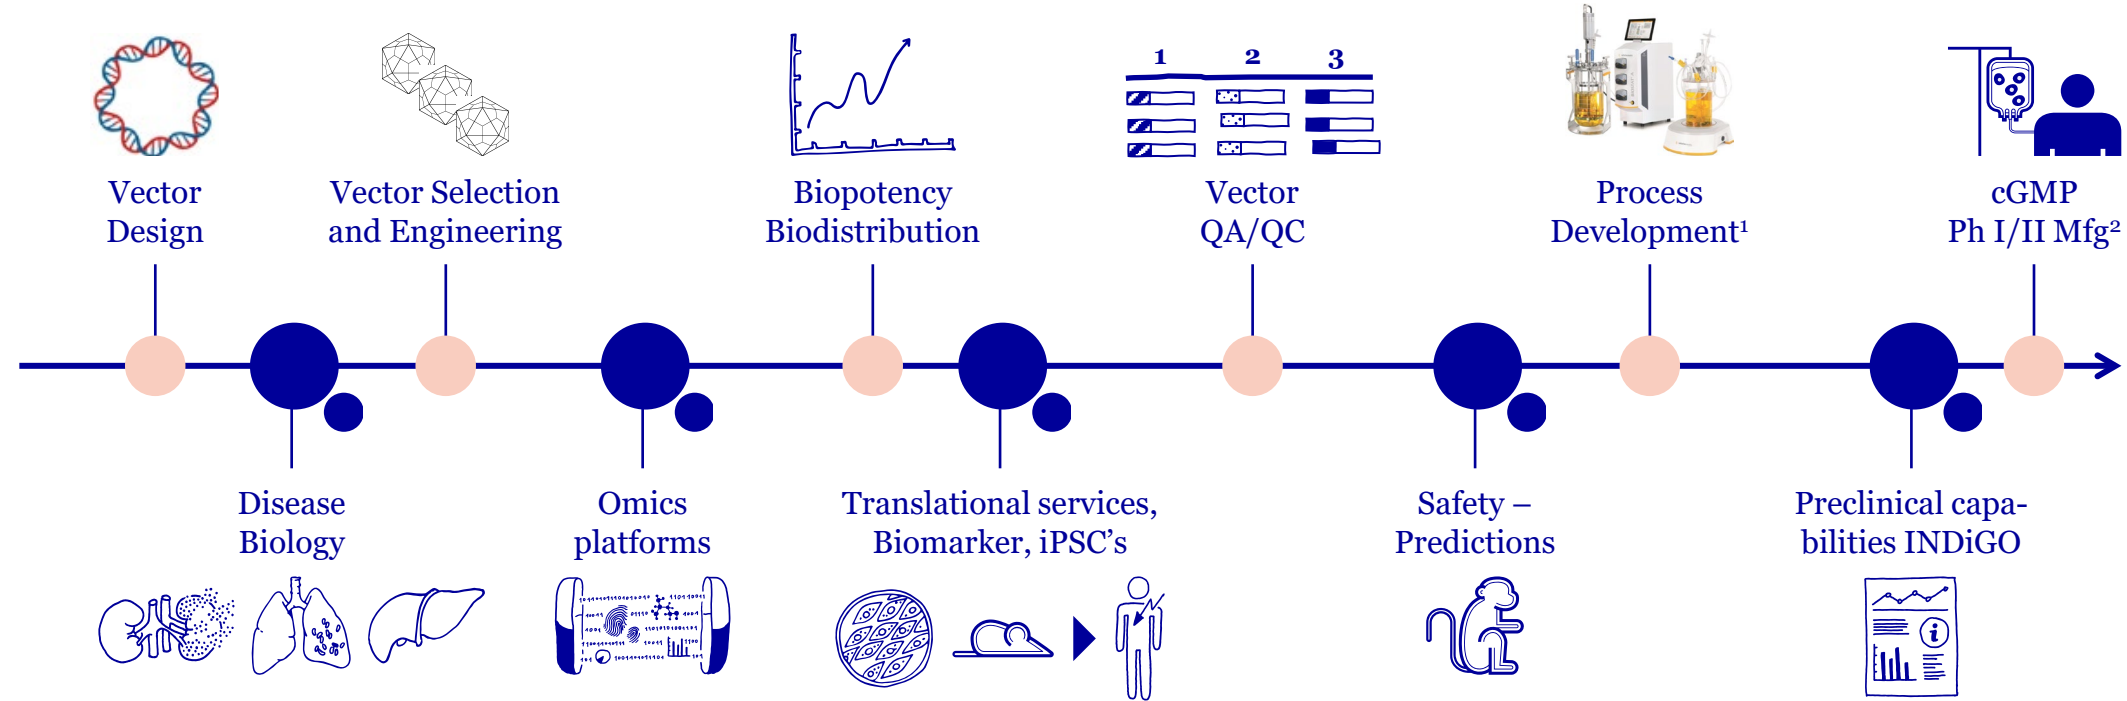 1 2 3
Vector
Design
Vector Selection
and Engineering
Biopotency
Biodistribution
Vector
QA/QC
Process
Development¹
cGMP
Ph I/II Mfg²
Disease
Biology
Omics
platforms
Translational services,
Biomarker, iPSC’s
Safety –
Predictions
Preclinical capa-
bilities INDiGO
i